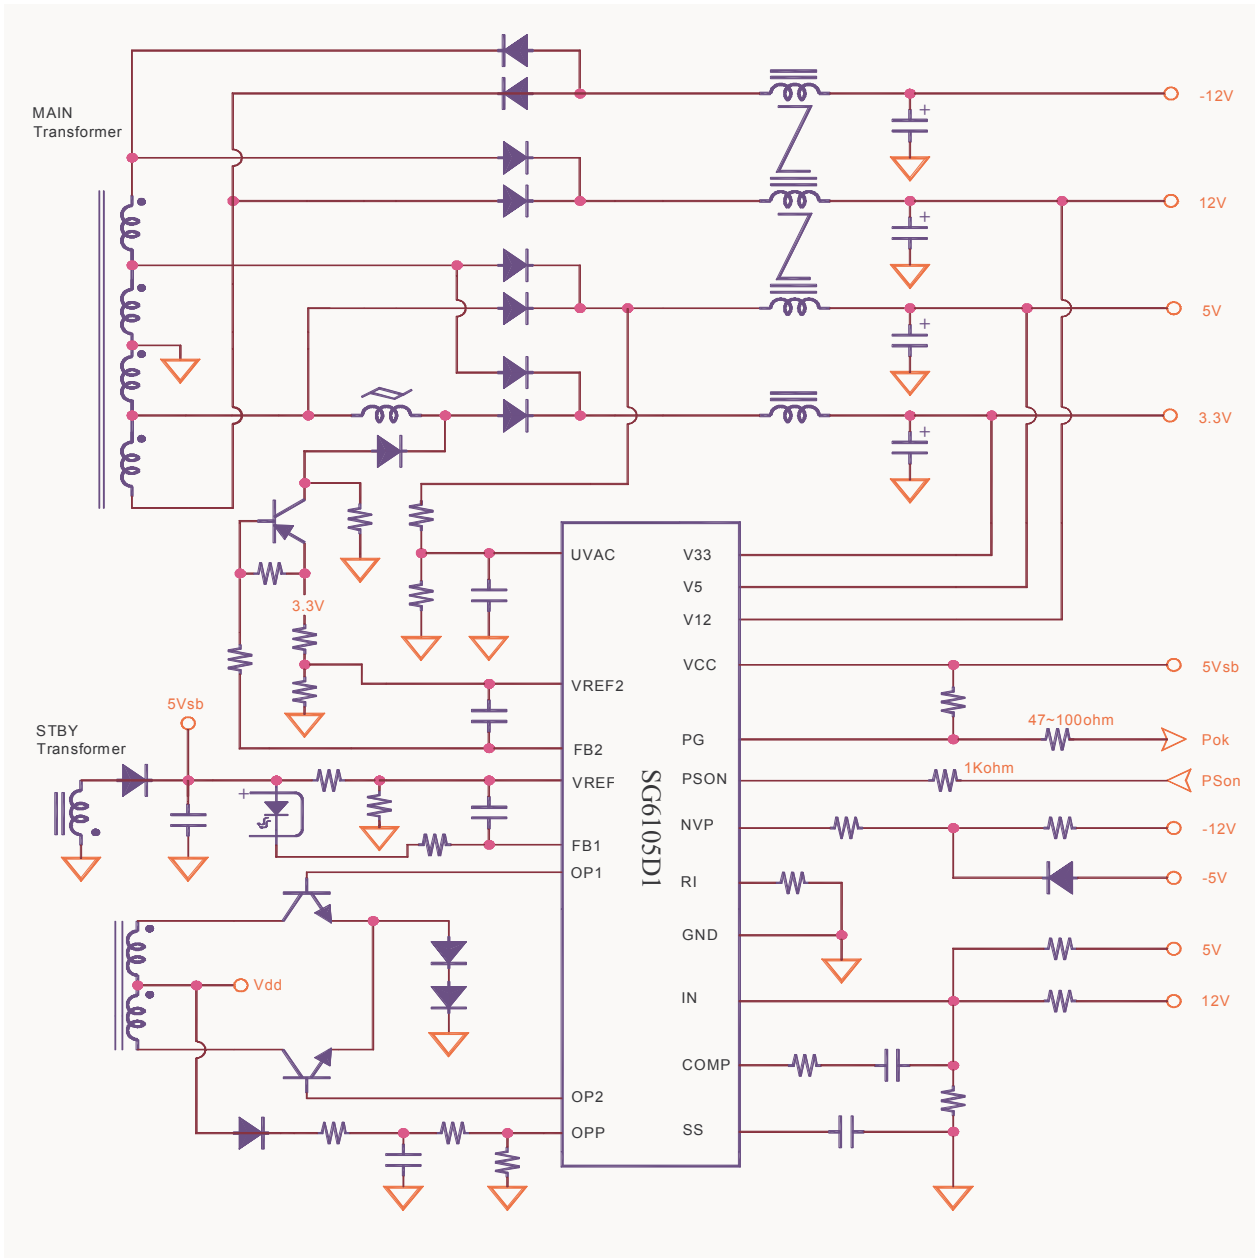 MAIN
Transformer
-12V
12V
5V
3.3V
UVAC
V33
V5
V12
3.3V
VCC
5Vsb
VREF2
5Vsb
47~100ohm
STBY
Transformer
FB2
PG
Pok
VREF
SG6105D1
PSON
1Kohm
PSon
+
+
+
+
+
NVP
-12V
FB1
OP1
RI
-5V
GND
5V
Vdd
IN
12V
COMP
OP2
OPP
SS